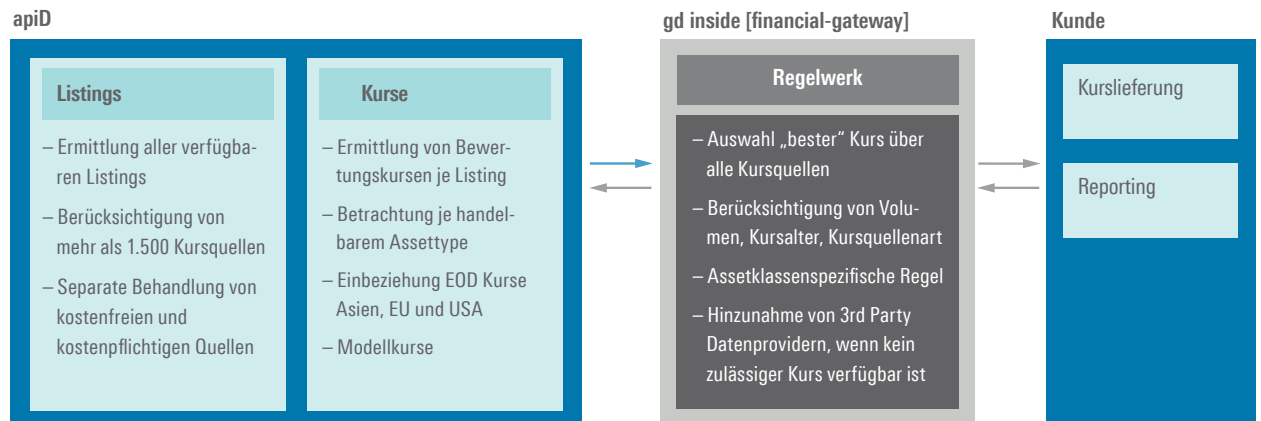 apiD
Listings
– Ermittlung aller verfügba-
ren Listings
– Berücksichtigung von
mehr als 1.500 Kursquellen
– Separate Behandlung von
kostenfreien und
kostenpflichtigen Quellen
Kurse
– Ermittlung von Bewer-
tungskursen je Listing
– Betrachtung je handel-
barem Assettype
– Einbeziehung EOD Kurse
Asien, EU und USA
– Modellkurse
gd inside [financial-gateway]
Regelwerk
– Auswahl „bester“ Kurs über
alle Kursquellen
– Berücksichtigung von Volu-
men, Kursalter, Kursquellenart
– Assetklassenspezifische Regel
– Hinzunahme von 3rd Party
Datenprovidern, wenn kein
zulässiger Kurs verfügbar ist
Kunde
Kurslieferung
Reporting